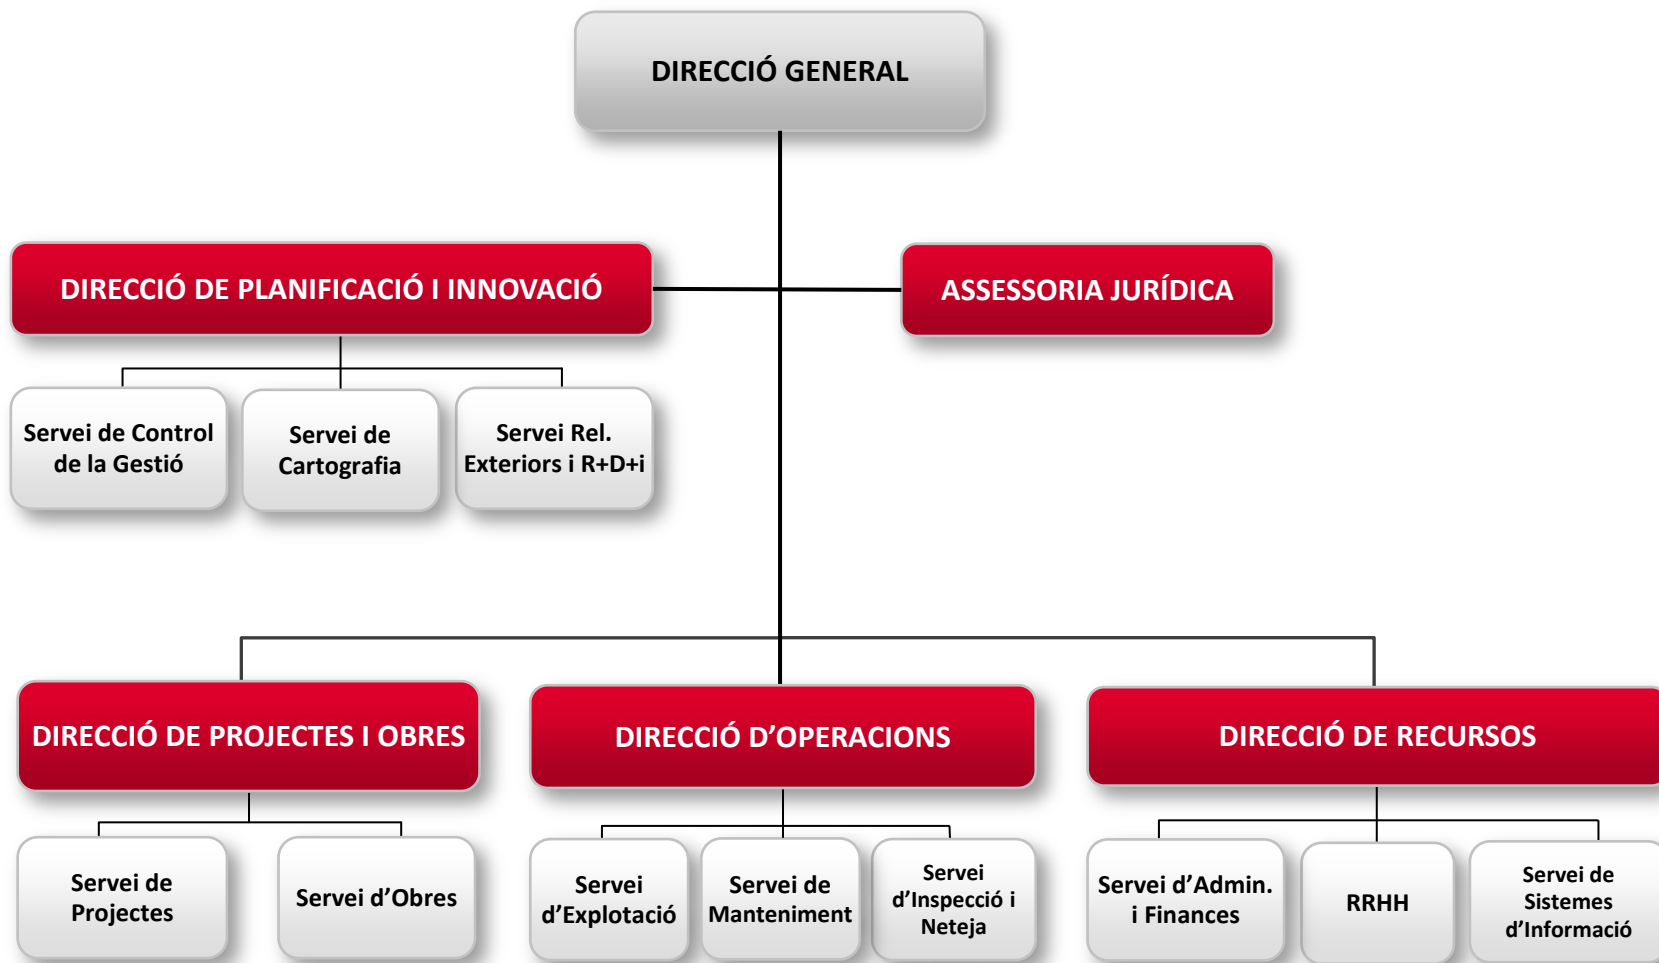 DIRECCIÓ GENERAL
DIRECCIÓ DE PLANIFICACIÓ I INNOVACIÓ
ASSESSORIA JURÍDICA
Servei de Control
de la Gestió
Servei de
Cartografia
Servei Rel.
Exteriors i R+D+i
DIRECCIÓ DE PROJECTES I OBRES
DIRECCIÓ D’OPERACIONS
DIRECCIÓ DE RECURSOS
Servei de
Projectes
Servei d’Obres
Servei
d’Explotació
Servei de
Manteniment
Servei
d’Inspecció i
Neteja
Servei d’Admin.
i Finances
RRHH
Servei de
Sistemes
d’Informació